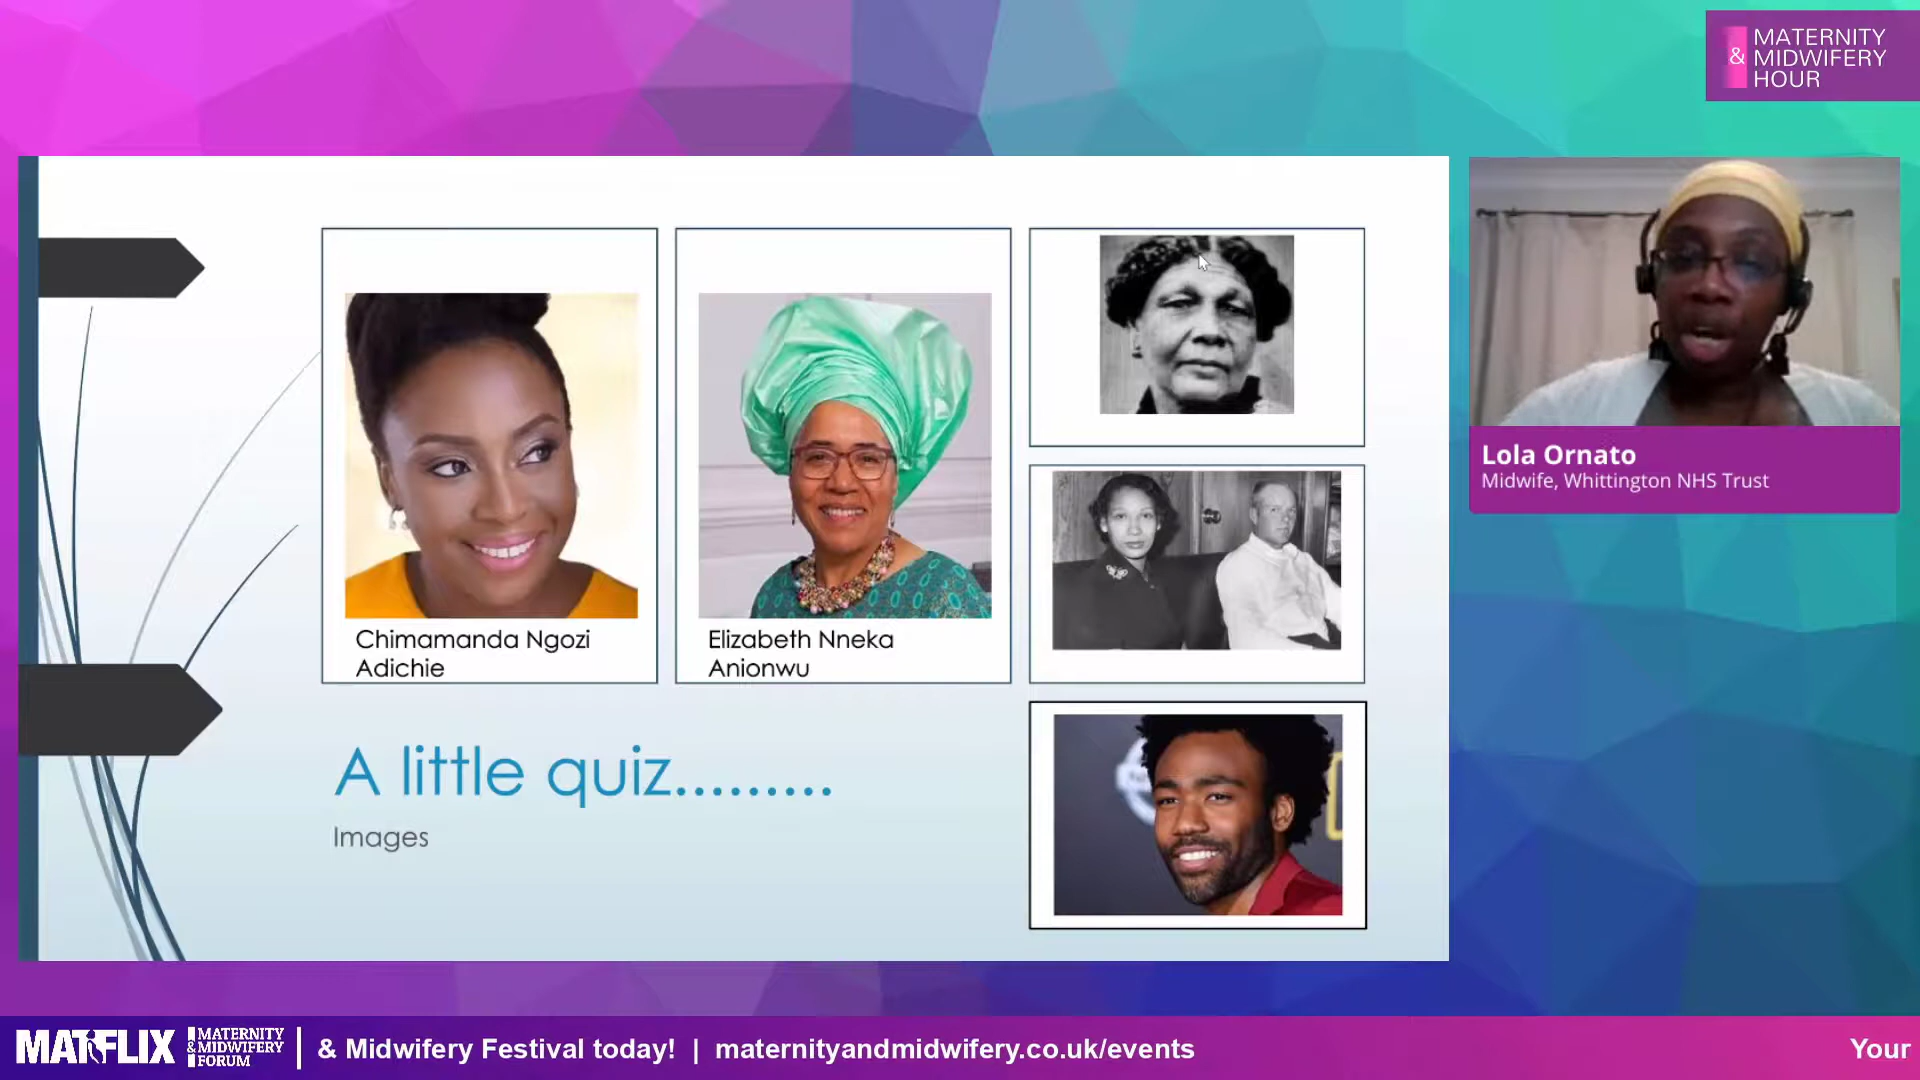 &
MATERNITY
MIDWIFERY
HOUR
Chimamanda Ngozi
Adichie
Elizabeth Nneka
Anionwu
A little quiz.........
Images
Lola Ornato
Midwife, Whittington NHS Trust
MATFLIX
MATERNITY
&MIDWIFERY
FORUM
& Midwifery Festival today! | maternityandmidwifery.co.uk/events
Your